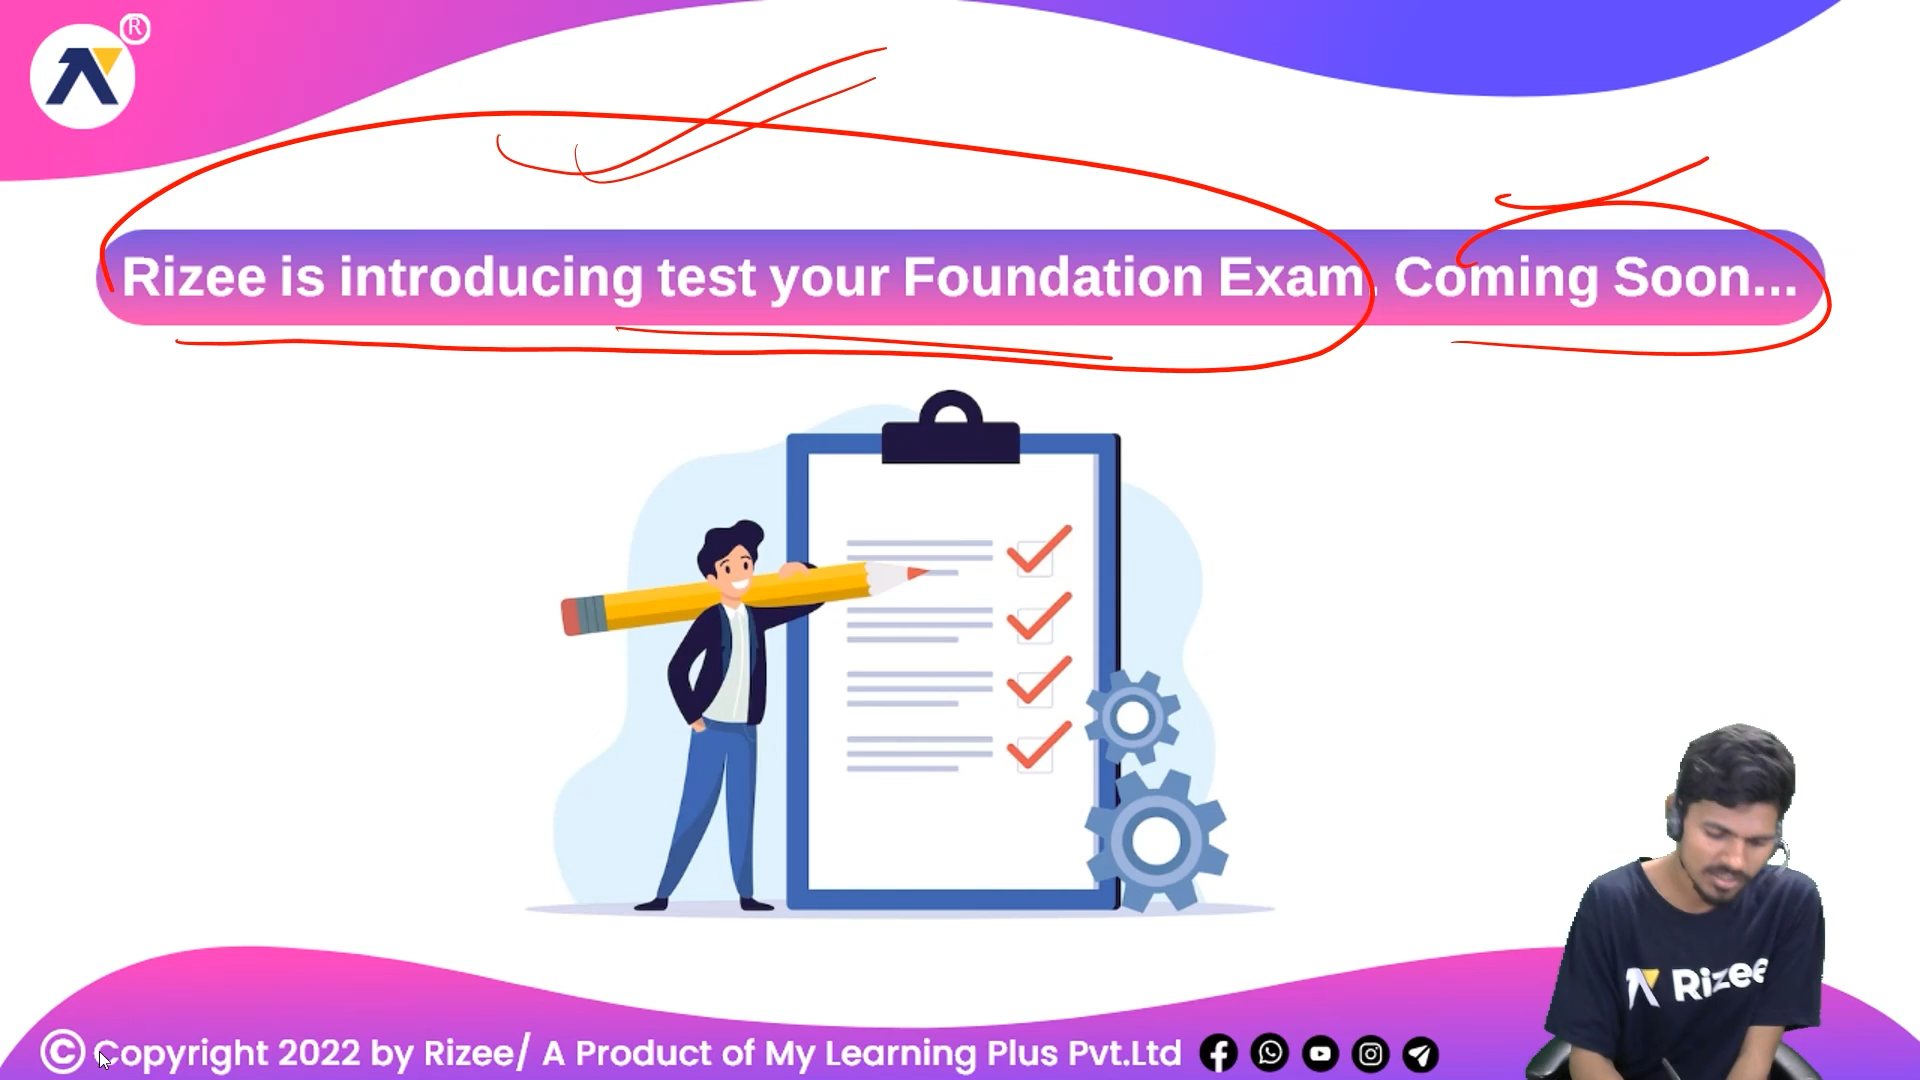 ®
Rizee is introducing test your Foundation Exam, Coming Soon...
Rizee
© Copyright 2022 by Rizee/ A Product of My Learning Plus Pvt.Ltd